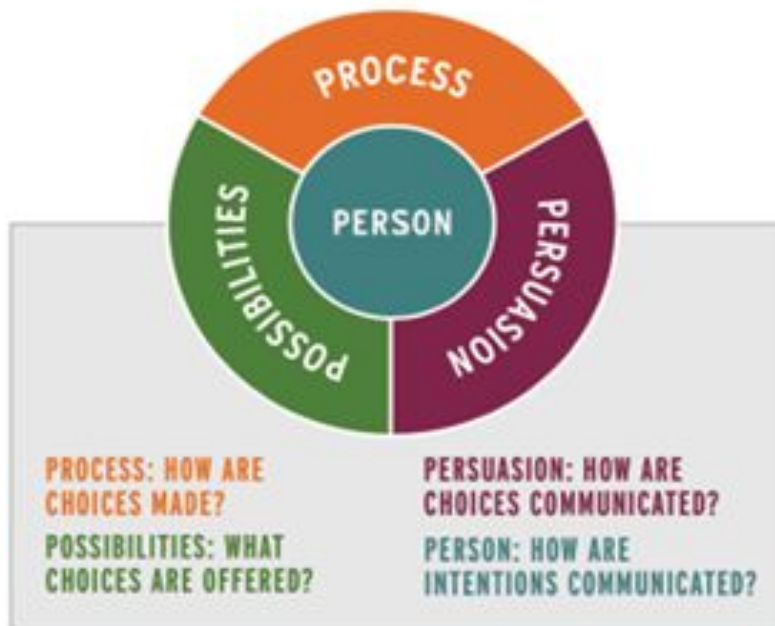 PROCESS
POSSIBILITIES
PERSON
PERSUASION
PROCESS: HOW ARE
CHOICES MADE?
POSSIBILITIES: WHAT
CHOICES ARE OFFERED?
PERSUASION: HOW ARE
CHOICES COMMUNICATED?
PERSON: HOW ARE
INTENTIONS COMMUNICATED?